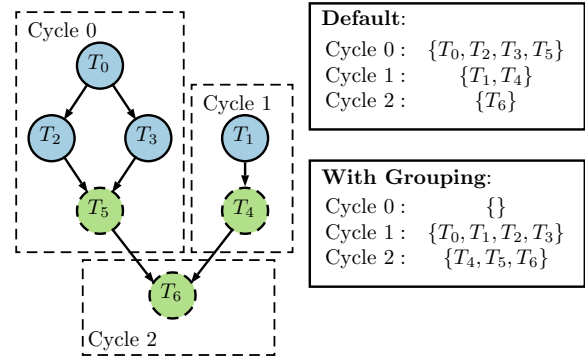 Cycle 0
T₀
T₂
T₃
T₅
Cycle 1
T₁
T₄
T₆
Cycle 2
Default:
Cycle 0 : {T₀, T₂, T₃, T₅}
Cycle 1 : {T₁, T₄}
Cycle 2 : {T₆}
With Grouping:
Cycle 0 : {}
Cycle 1 : {T₀, T₁, T₂, T₃}
Cycle 2 : {T₄, T₅, T₆}